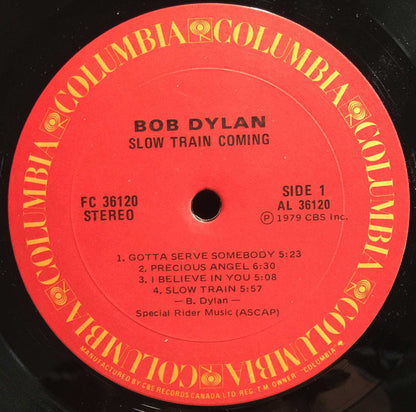 COLUMBIA COLUMBIA COLUMBIA COLUMBIA COLUMBIA COLUMBIA
BOB DYLAN
SLOW TRAIN COMING
FC 36120
STEREO
SIDE 1
AL 36120
Ⓟ 1979 CBS Inc.
1. GOTTA SERVE SOMEBODY 5:23
2. PRECIOUS ANGEL 6:30
3. I BELIEVE IN YOU 5:08
4. SLOW TRAIN 5:57
—B. Dylan—
Special Rider Music (ASCAP)
MANUFACTURED BY CBS RECORDS CANADA LTD. REG. T.M. OWNER "COLUMBIA"